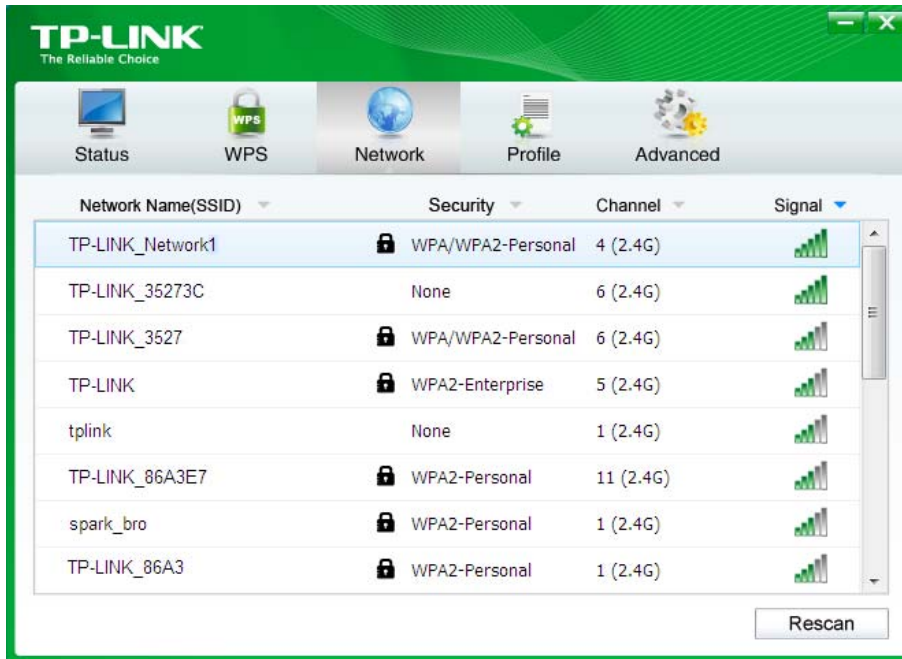 TP-LINK
The Reliable Choice
Status WPS WPS Network Profile Advanced
Network Name(SSID) Security Channel Signal
TP-LINK_Network1 WPA/WPA2-Personal 4 (2.4G)
TP-LINK_35273C None 6 (2.4G)
TP-LINK_3527 WPA/WPA2-Personal 6 (2.4G)
TP-LINK WPA2-Enterprise 5 (2.4G)
tplink None 1 (2.4G)
TP-LINK_86A3E7 WPA2-Personal 11 (2.4G)
spark_bro WPA2-Personal 1 (2.4G)
TP-LINK_86A3 WPA2-Personal 1 (2.4G)
Rescan